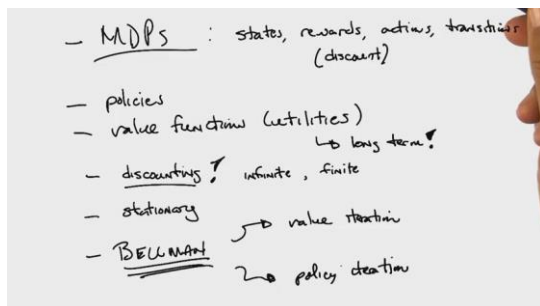 - MDPs : states, rewards, actions, transitions
(discount)
- policies
- value functions (utilities)
↳ long term!
- discounting! infinite, finite
- stationary
- BELLMAN → value iteration
→ policy iteration